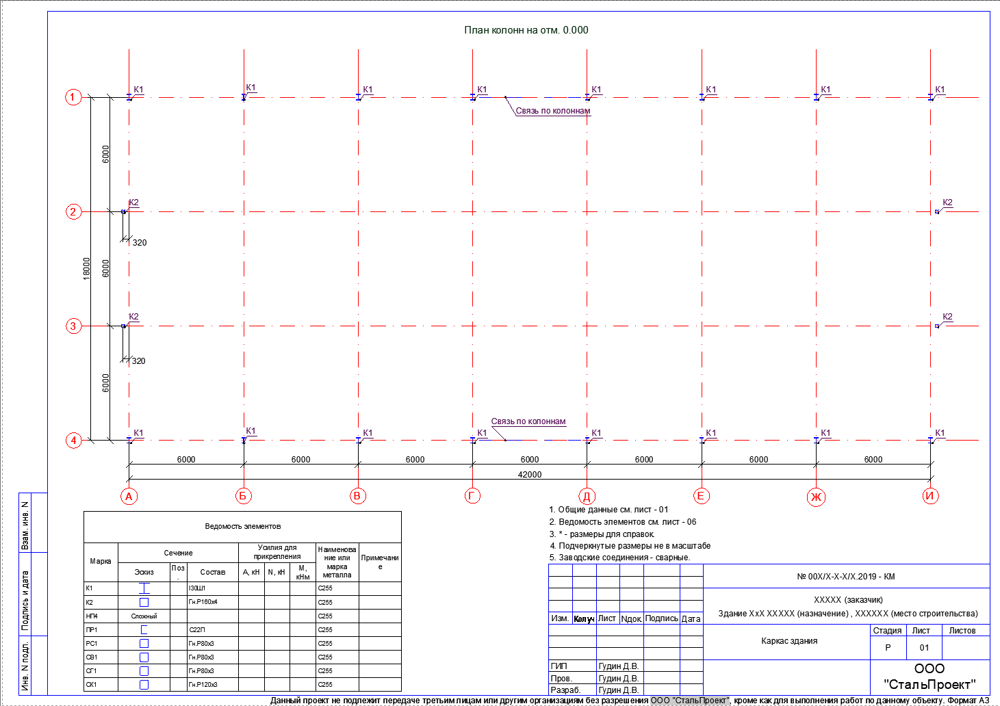 План колонн на отм. 0.000
К1 К1 К1 К1 К1 К1 К1 К1
1
Связь по колоннам
6000
К2 К2
2
320
18000
6000
К2 К2
3
320
6000
Связь по колоннам
К1 К1 К1 К1 К1 К1 К1 К1
4
6000 6000 6000 6000 6000 6000 6000
42000
А Б В Г Д Е Ж И
Взам. инв. N
Подпись и дата
Инв. N подл.
Ведомость элементов
Марка
Сечение
Усилия для
прикрепления
Наименова
ние или
марка
металла
Примечани
е
Эскиз
Поз
.
Состав
А, кН
N, кН
М,
кНм
К1 I30Ш1 С255
К2 Гн.Р160х4 С255
НП4 Сложный С255
ПР1 С22П С255
РС1 Гн.Р80х3 С255
СВ1 Гн.Р80х3 С255
СГ1 Гн.Р80х3 С255
СК1 Гн.Р120х3 С255
1. Общие данные см. лист - 01
2. Ведомость элементов см. лист - 06
3. * - размеры для справок.
4. Подчеркнутые размеры не в масштабе
5. Заводские соединения - сварные.
№ 00Х/Х-Х-Х/Х.2019 - КМ
ХХХХХ (заказчик)
Здание ХхХ ХХХХХ (назначение) , ХХХХХХ (место строительства)
Изм. Колуч Лист Nдок. Подпись Дата
Каркас здания
Стадия Лист Листов
Р 01
ГИП Гудин Д.В.
Пров. Гудин Д.В.
Разраб. Гудин Д.В.
ООО
"СтальПроект"
Данный проект не подлежит передаче третьим лицам или другим организациям без разрешения ООО "СтальПроект", кроме как для выполнения работ по данному объекту. Формат А3